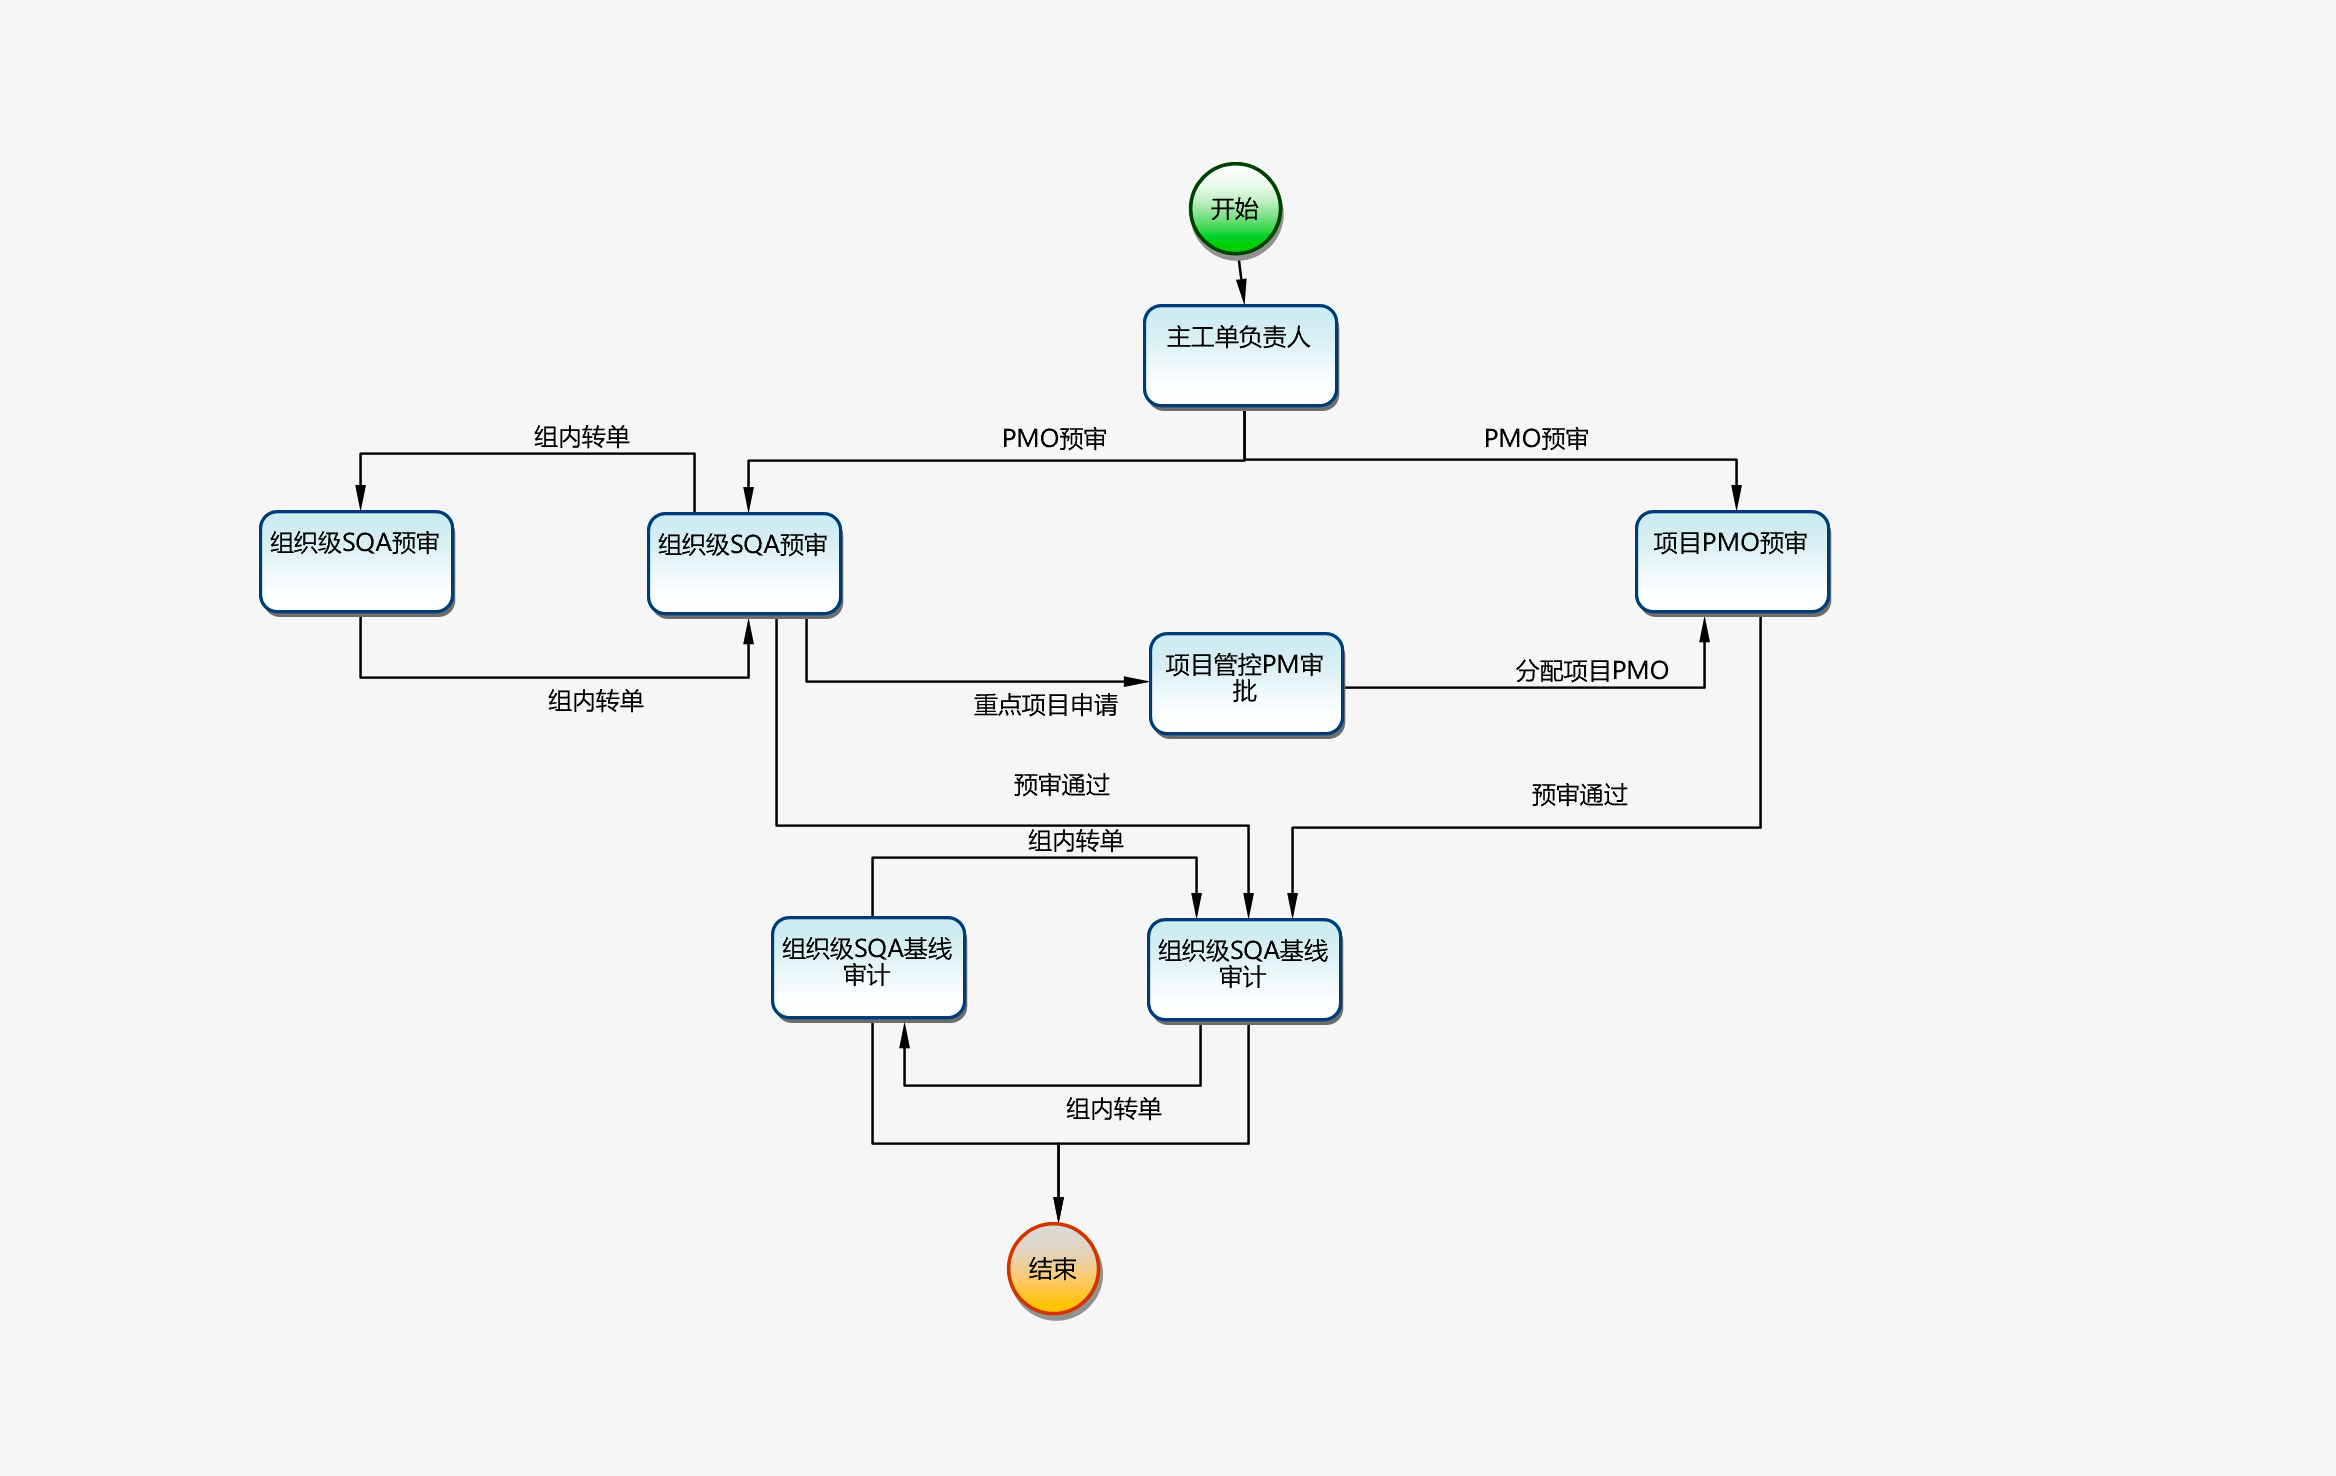 开始
主工单负责人
组内转单
PMO预审
PMO预审
组织级SQA预审
组织级SQA预审
项目PMO预审
项目管控PM审
批
分配项目PMO
组内转单
重点项目申请
预审通过
预审通过
组内转单
组织级SQA基线
审计
组织级SQA基线
审计
组内转单
结束